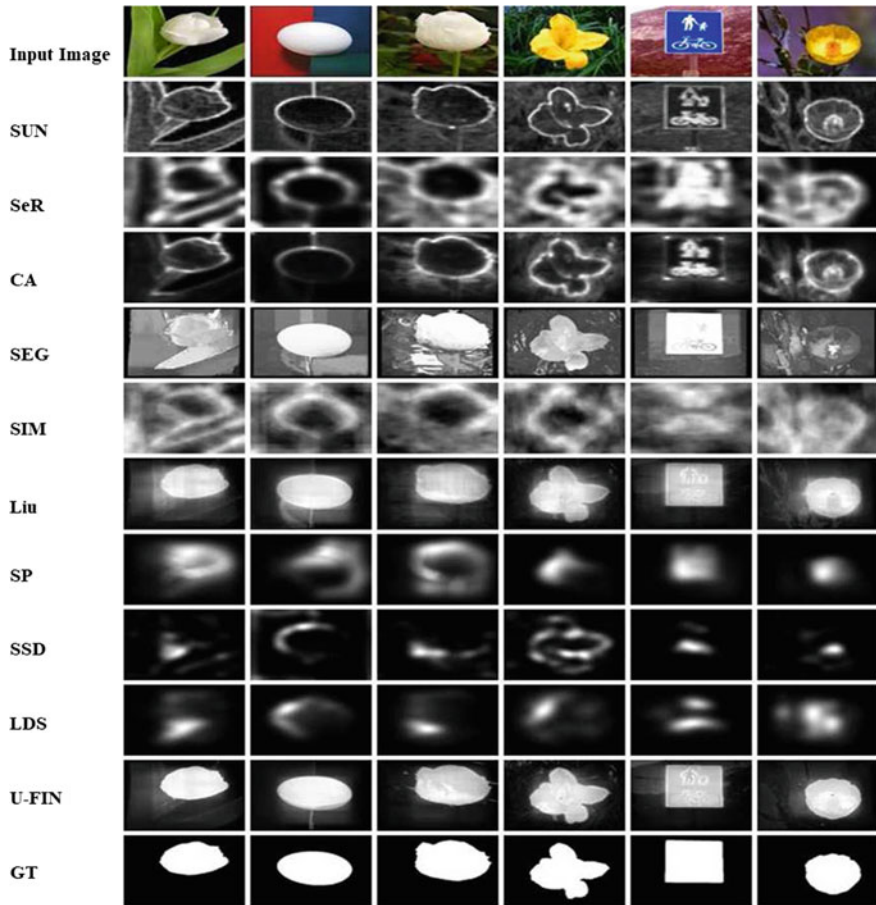 Input Image
SUN
SeR
CA
SEG
SIM
Liu
SP
SSD
LDS
U-FIN
GT